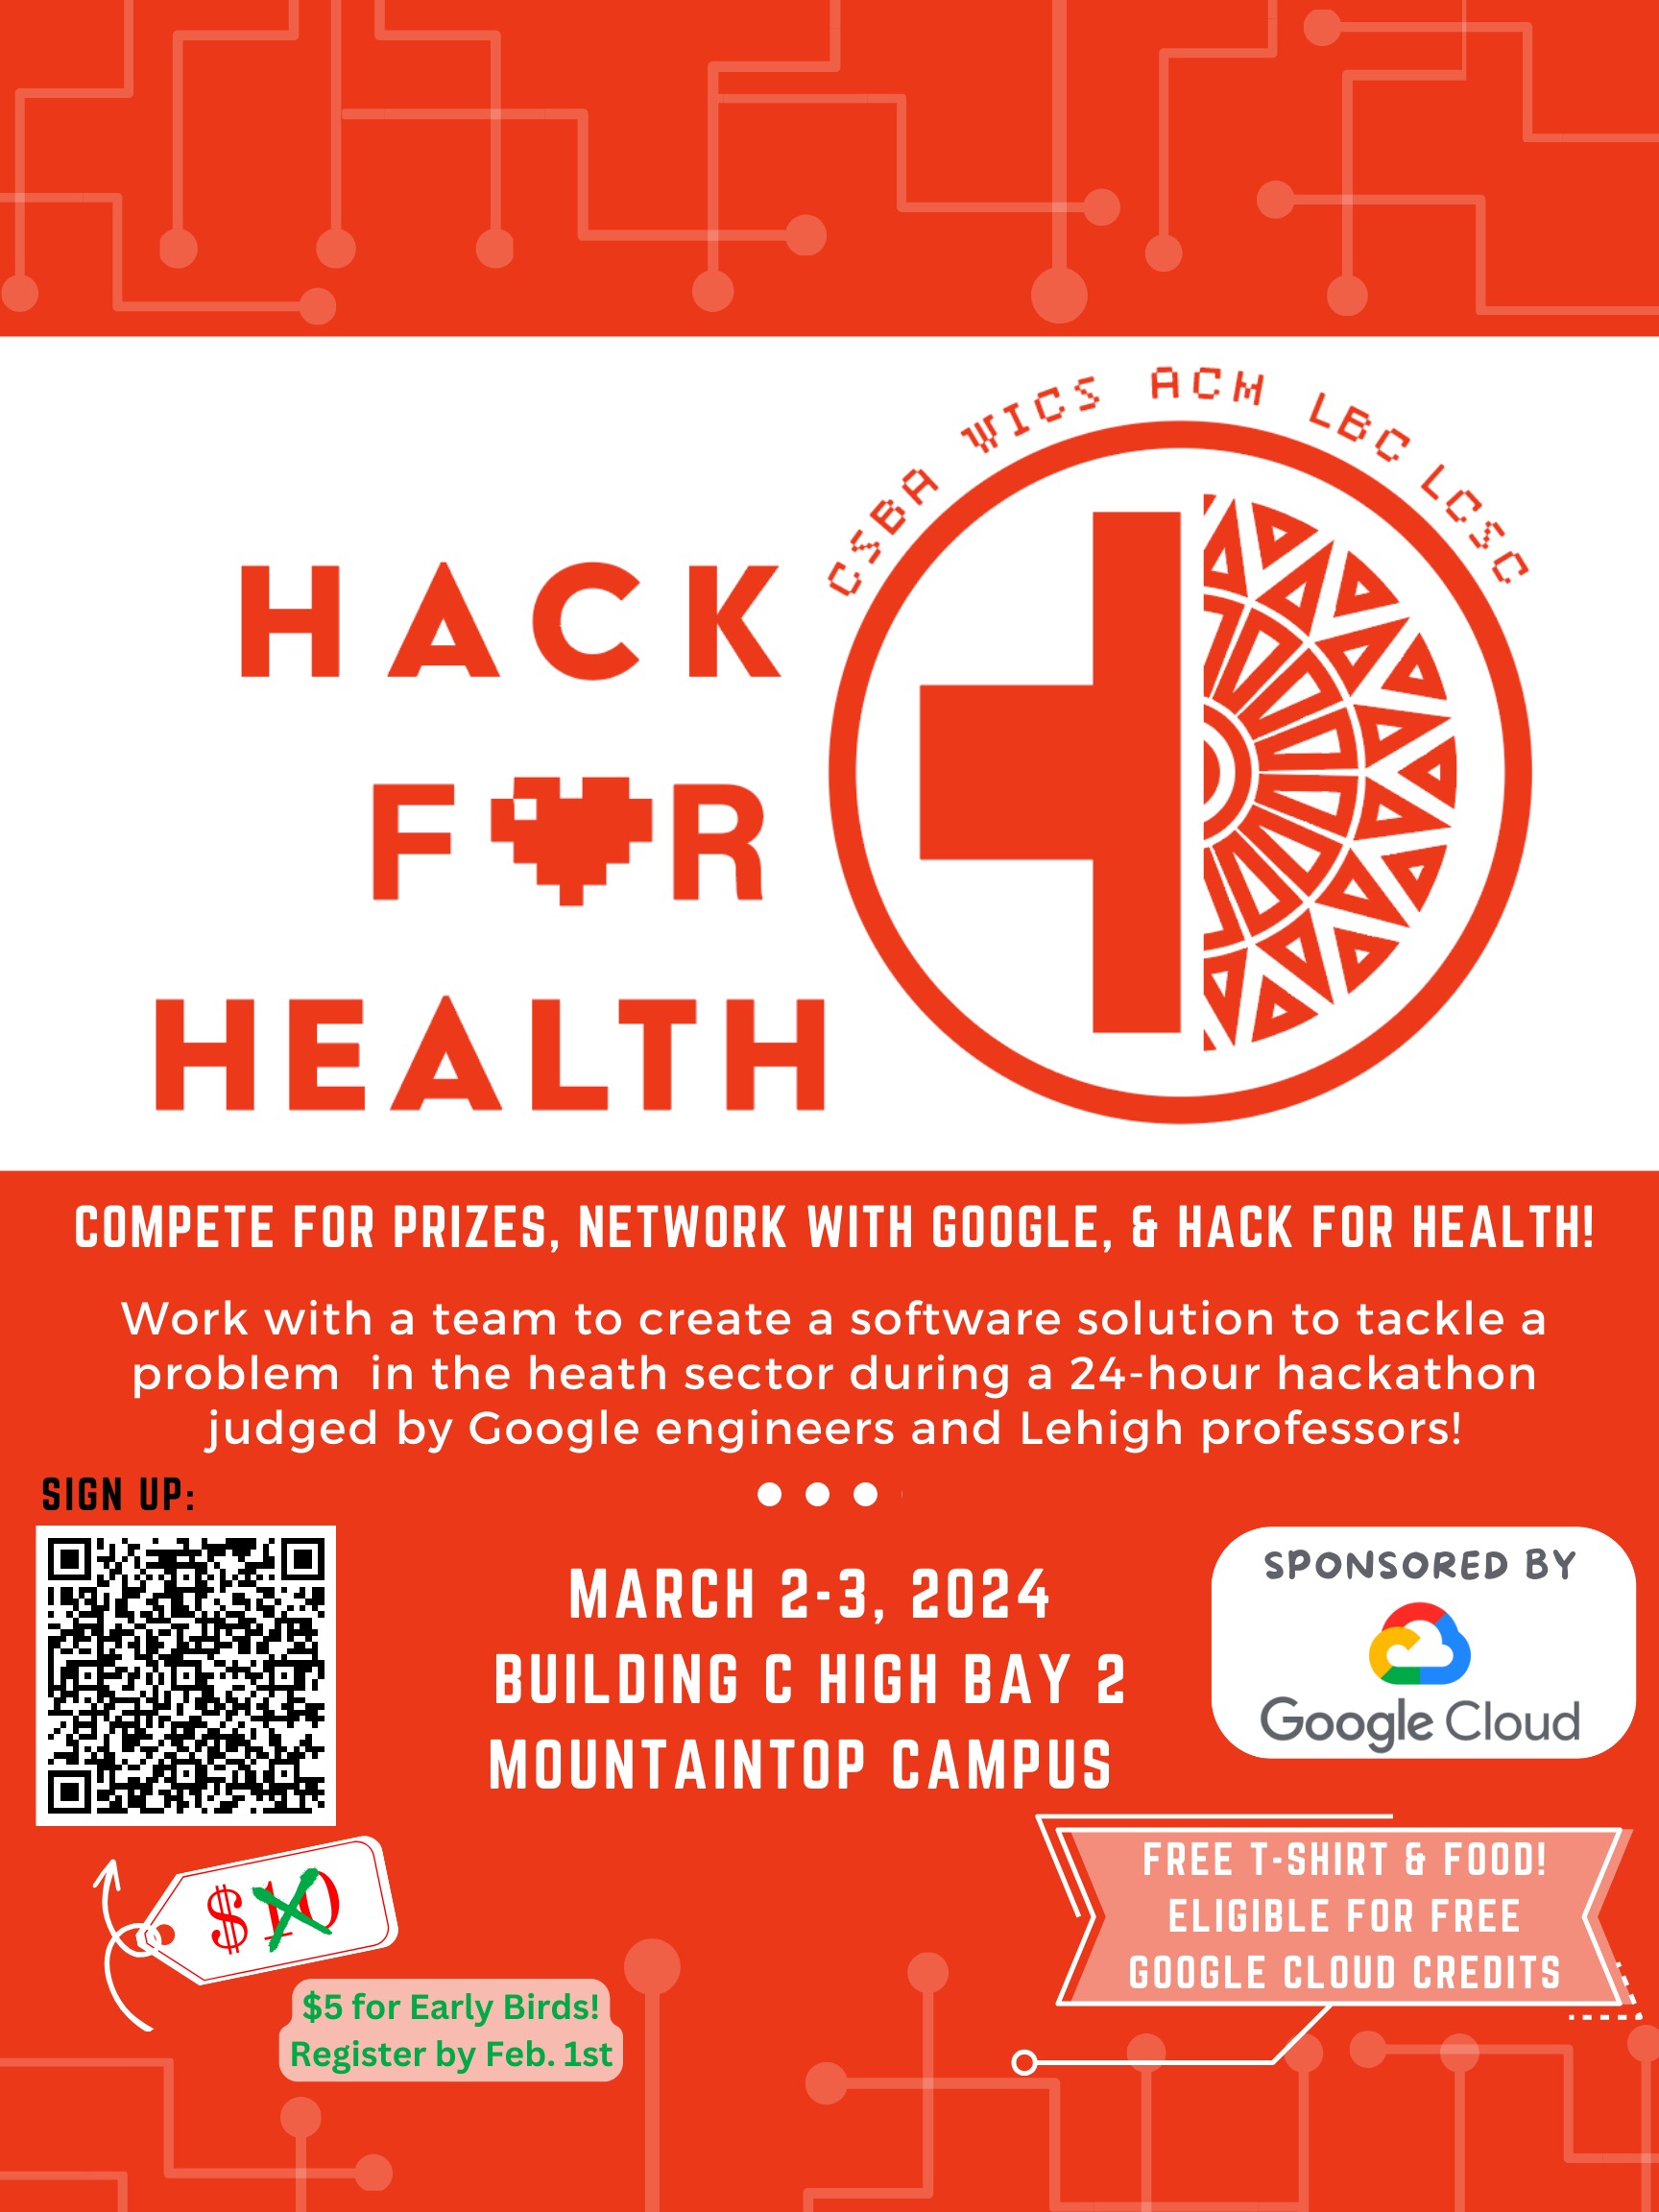 CSBA WICS ACM LBC LCSC
HACK
F R
HEALTH
COMPETE FOR PRIZES, NETWORK WITH GOOGLE, & HACK FOR HEALTH!
Work with a team to create a software solution to tackle a
problem in the heath sector during a 24-hour hackathon
judged by Google engineers and Lehigh professors!
SIGN UP:
MARCH 2-3, 2024
BUILDING C HIGH BAY 2
MOUNTAINTOP CAMPUS
SPONSORED BY
Google Cloud
$10
$5 for Early Birds!
Register by Feb. 1st
FREE T-SHIRT & FOOD!
ELIGIBLE FOR FREE
GOOGLE CLOUD CREDITS